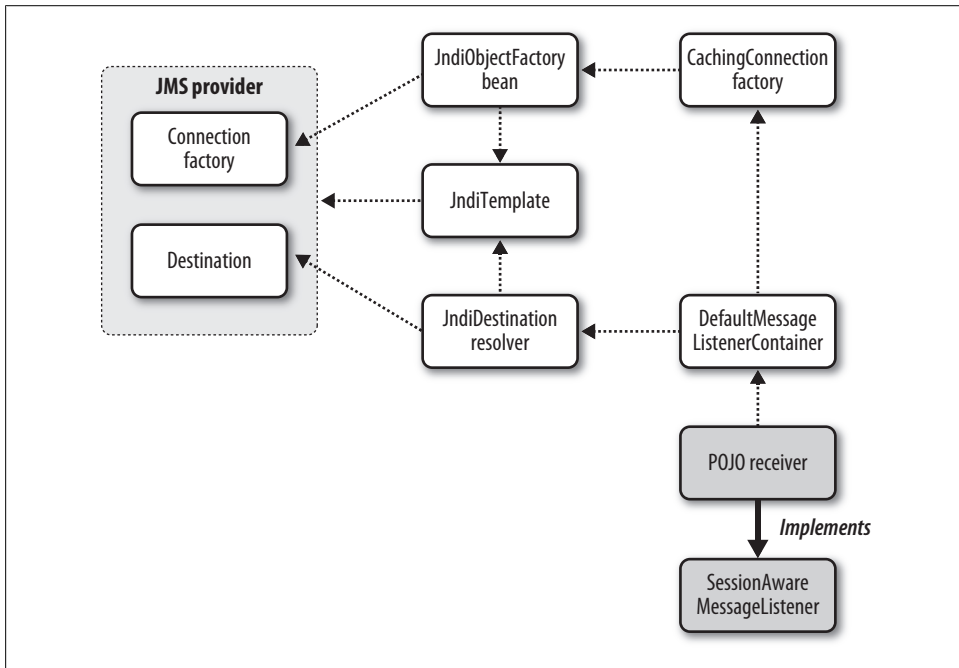 JMS provider
Connection
factory
Destination
JndiObjectFactory
bean
JndiTemplate
JndiDestination
resolver
CachingConnection
factory
DefaultMessage
ListenerContainer
POJO receiver
Implements
SessionAware
MessageListener